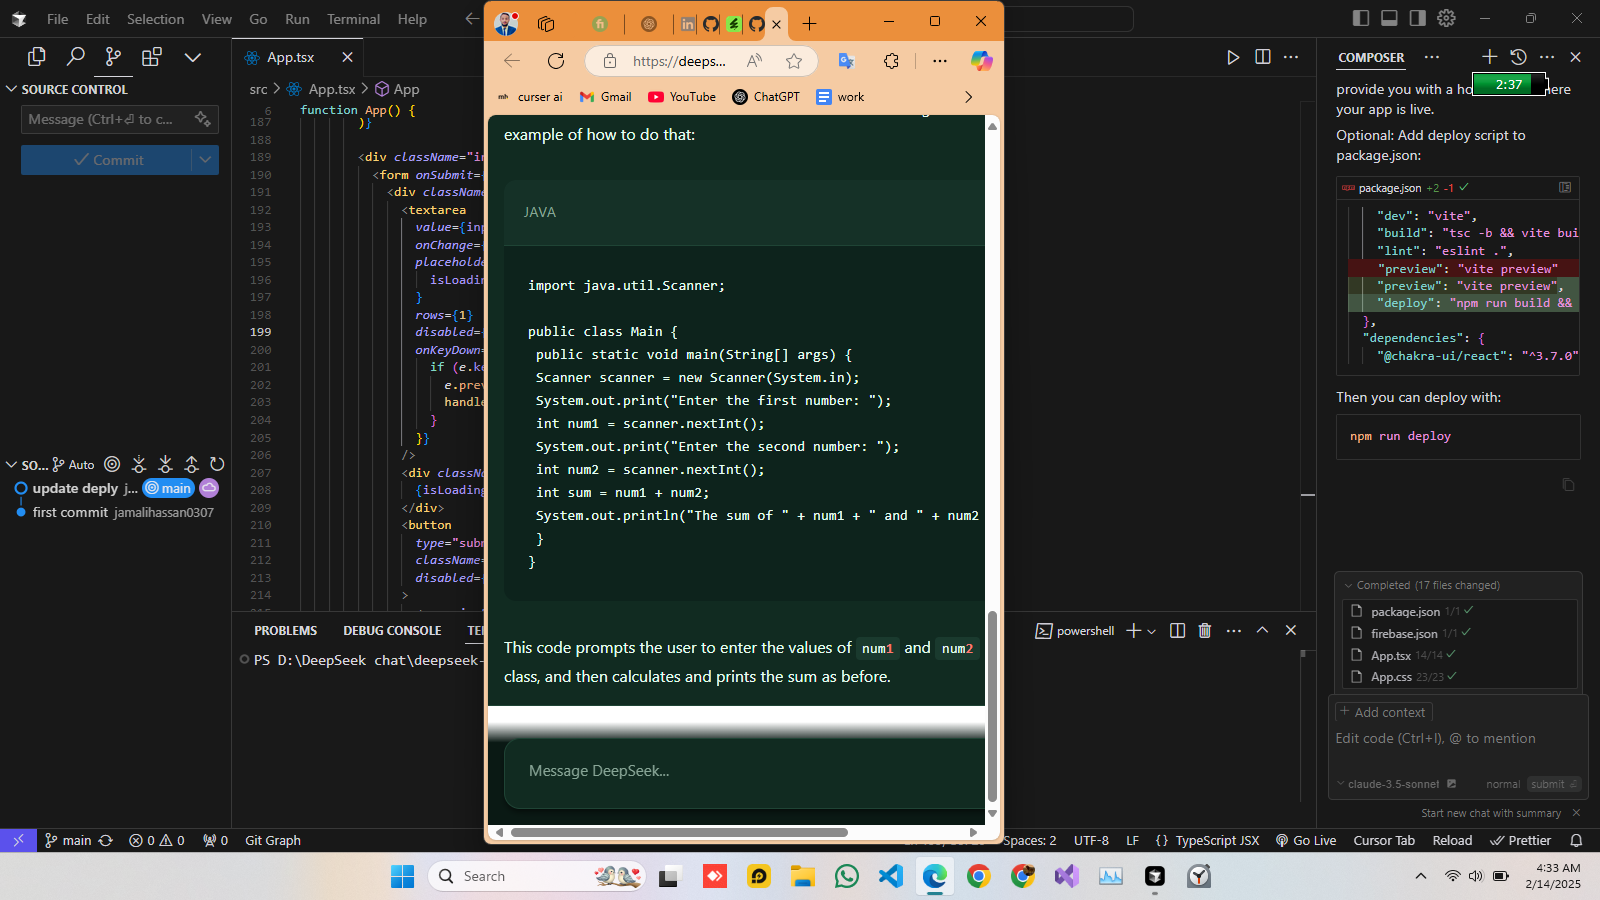 File Edit Selection View Go Run Terminal Help
SOURCE CONTROL
Message (Ctrl+⏎ to c...
Commit
SO... Auto
update deply j... main
first commit jamalihassan0307
App.tsx
src > App.tsx > App
6 function App() {
187 )}
188
189 <div className="in
190 <form onSubmit={
191 <div className
192 <textarea
193 value={inp
194 onChange={
195 placeholde
196 isLoadin
197 }
198 rows={1}
199 disabled={
200 onKeyDown=
201 if (e.ke
202 e.prev
203 handle
204 }
205 }}
206 />
207 <div classNa
208 {isLoading
209 </div>
210 <button
211 type="subm
212 className=
213 disabled={
214 >
PROBLEMS DEBUG CONSOLE TE
PS D:\DeepSeek chat\deepseek-
powershell
https://deeps...
curser ai Gmail YouTube ChatGPT work
example of how to do that:
JAVA
import java.util.Scanner;
public class Main {
public static void main(String[] args) {
Scanner scanner = new Scanner(System.in);
System.out.print("Enter the first number: ");
int num1 = scanner.nextInt();
System.out.print("Enter the second number: ");
int num2 = scanner.nextInt();
int sum = num1 + num2;
System.out.println("The sum of " + num1 + " and " + num2
}
}
This code prompts the user to enter the values of num1 and num2
class, and then calculates and prints the sum as before.
Message DeepSeek...
COMPOSER
2:37
provide you with a ho ere
your app is live.
Optional: Add deploy script to
package.json:
package.json +2 -1
"dev": "vite",
"build": "tsc -b && vite bui
"lint": "eslint .",
"preview": "vite preview"
"preview": "vite preview",
"deploy": "npm run build &&
},
"dependencies": {
"@chakra-ui/react": "^3.7.0"
Then you can deploy with:
npm run deploy
Completed (17 files changed)
package.json 1/1
firebase.json 1/1
App.tsx 14/14
App.css 23/23
+ Add context
Edit code (Ctrl+I), @ to mention
claude-3.5-sonnet normal submit
Start new chat with summary
main 0 0 0 Git Graph
Spaces: 2 UTF-8 LF {} TypeScript JSX Go Live Cursor Tab Reload Prettier
Search
4:33 AM
2/14/2025